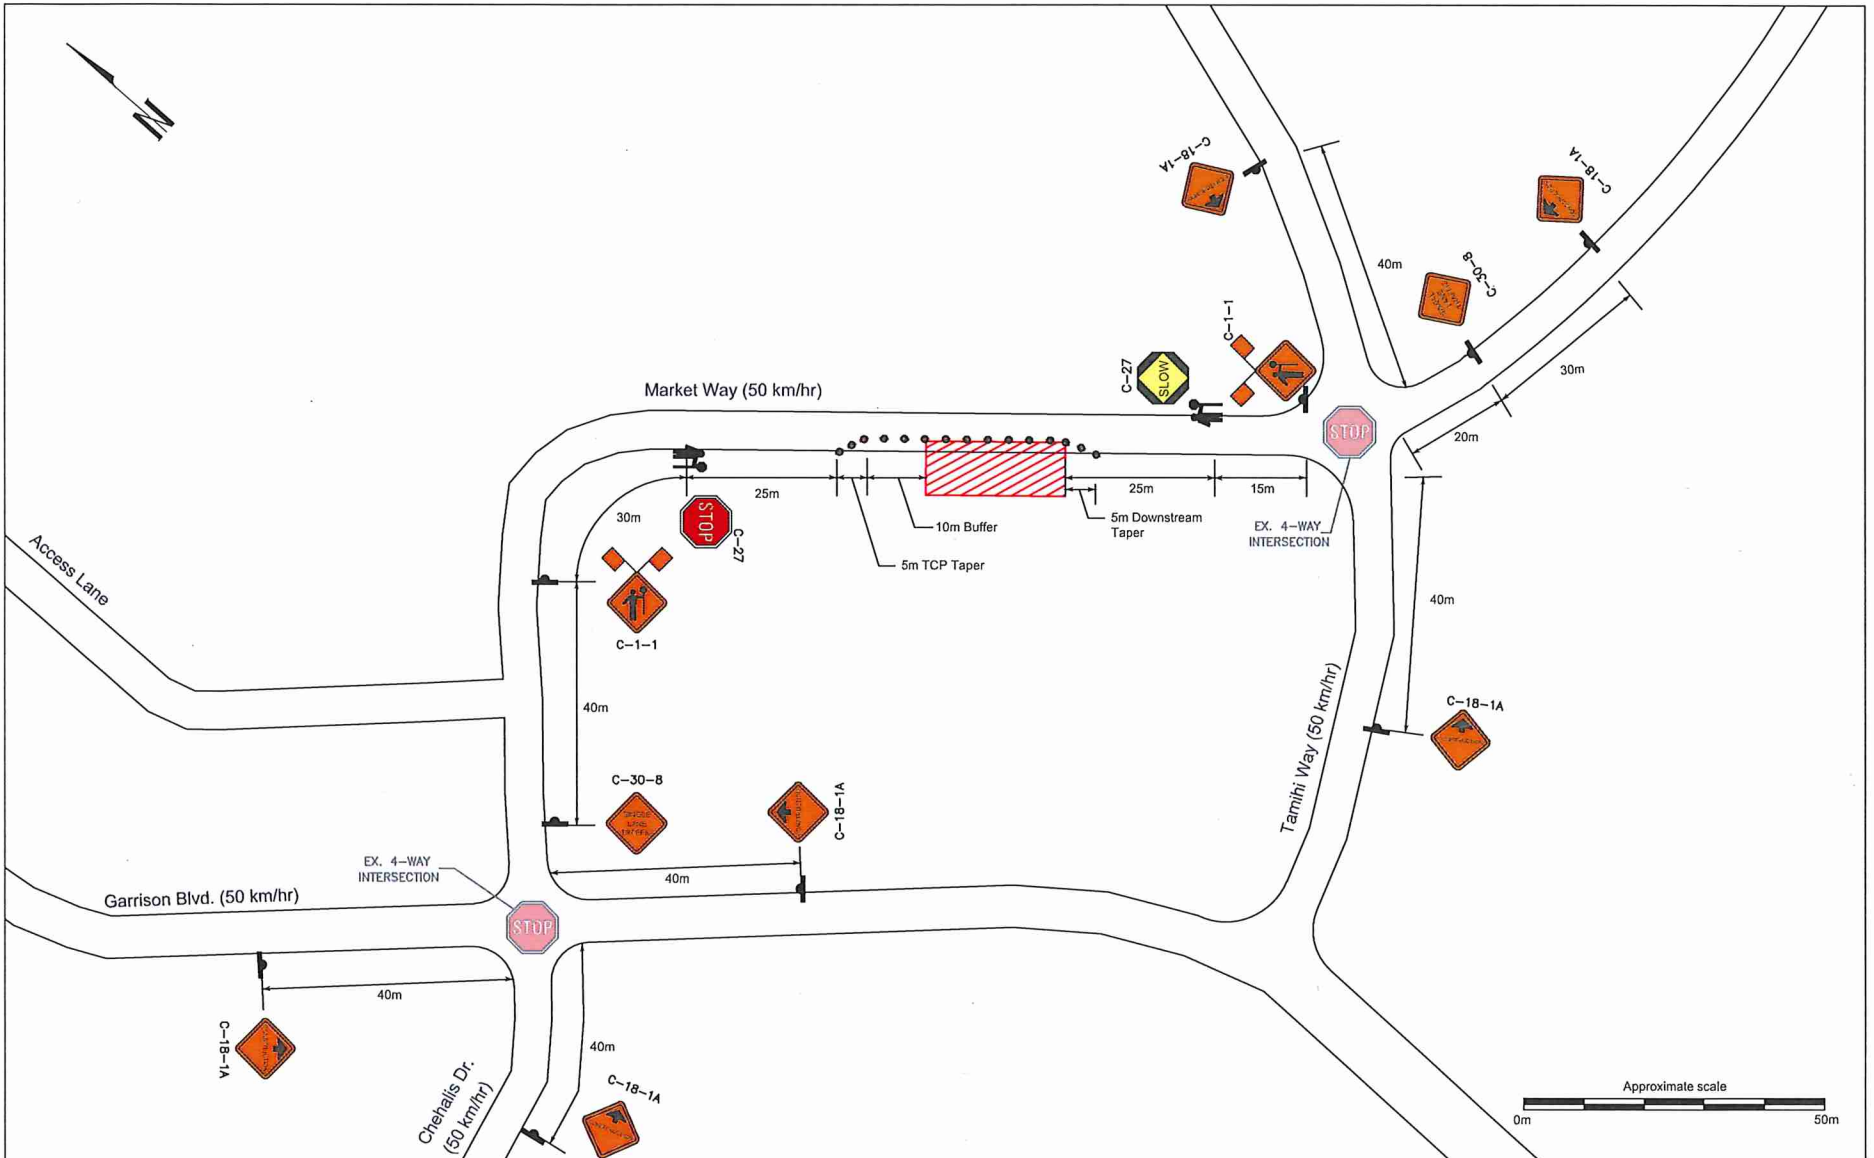 N
C-18-1A
C-18-1A
40m
C-30-8
C-1-1
30m
C-27
SLOW
Market Way (50 km/hr)
STOP
20m
25m
25m
15m
30m
STOP
C-27
10m Buffer
5m Downstream
Taper
EX. 4-WAY
INTERSECTION
5m TCP Taper
Access Lane
40m
C-1-1
40m
Tamihi Way (50 km/hr)
C-18-1A
C-30-8
SINGLE
LANE
TRAFFIC
C-18-1A
EX. 4-WAY
INTERSECTION
40m
Garrison Blvd. (50 km/hr)
STOP
40m
C-18-1A
40m
Chehalis Dr.
(50 km/hr)
C-18-1A
Approximate scale
0m
50m